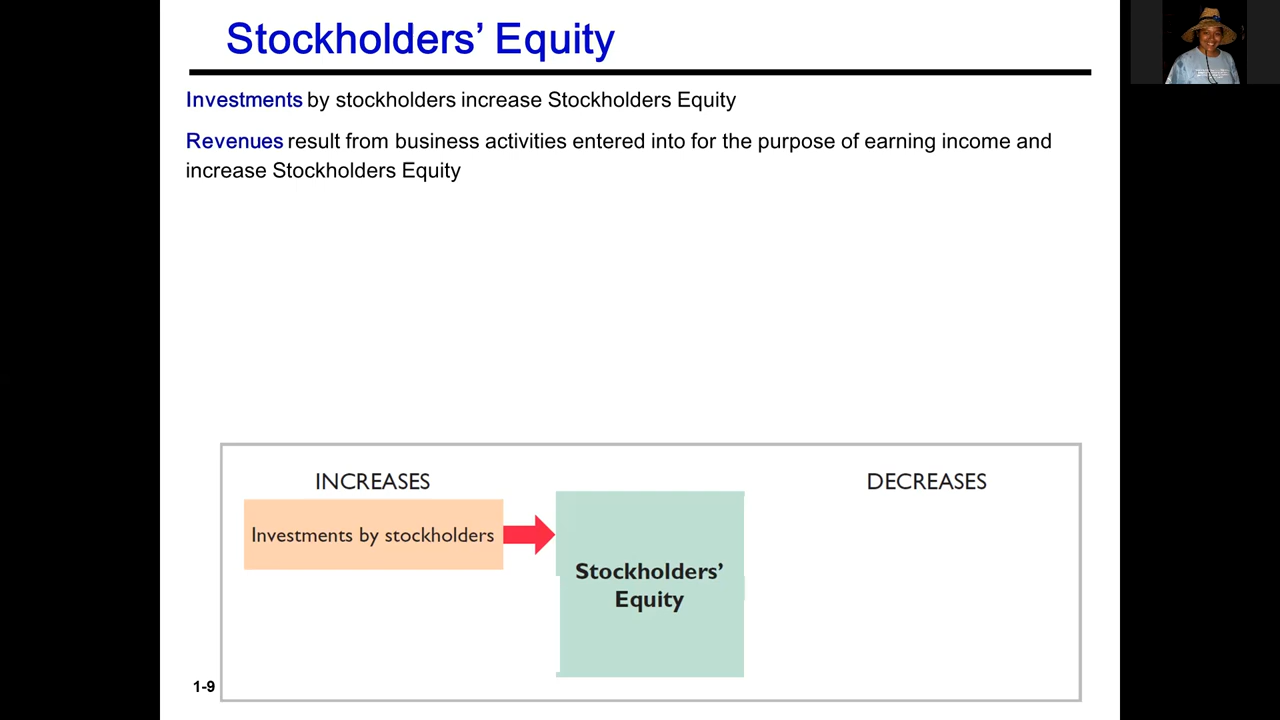 Stockholders’ Equity
Investments by stockholders increase Stockholders Equity
Revenues result from business activities entered into for the purpose of earning income and
increase Stockholders Equity
INCREASES
DECREASES
Investments by stockholders
Stockholders’
Equity
1-9